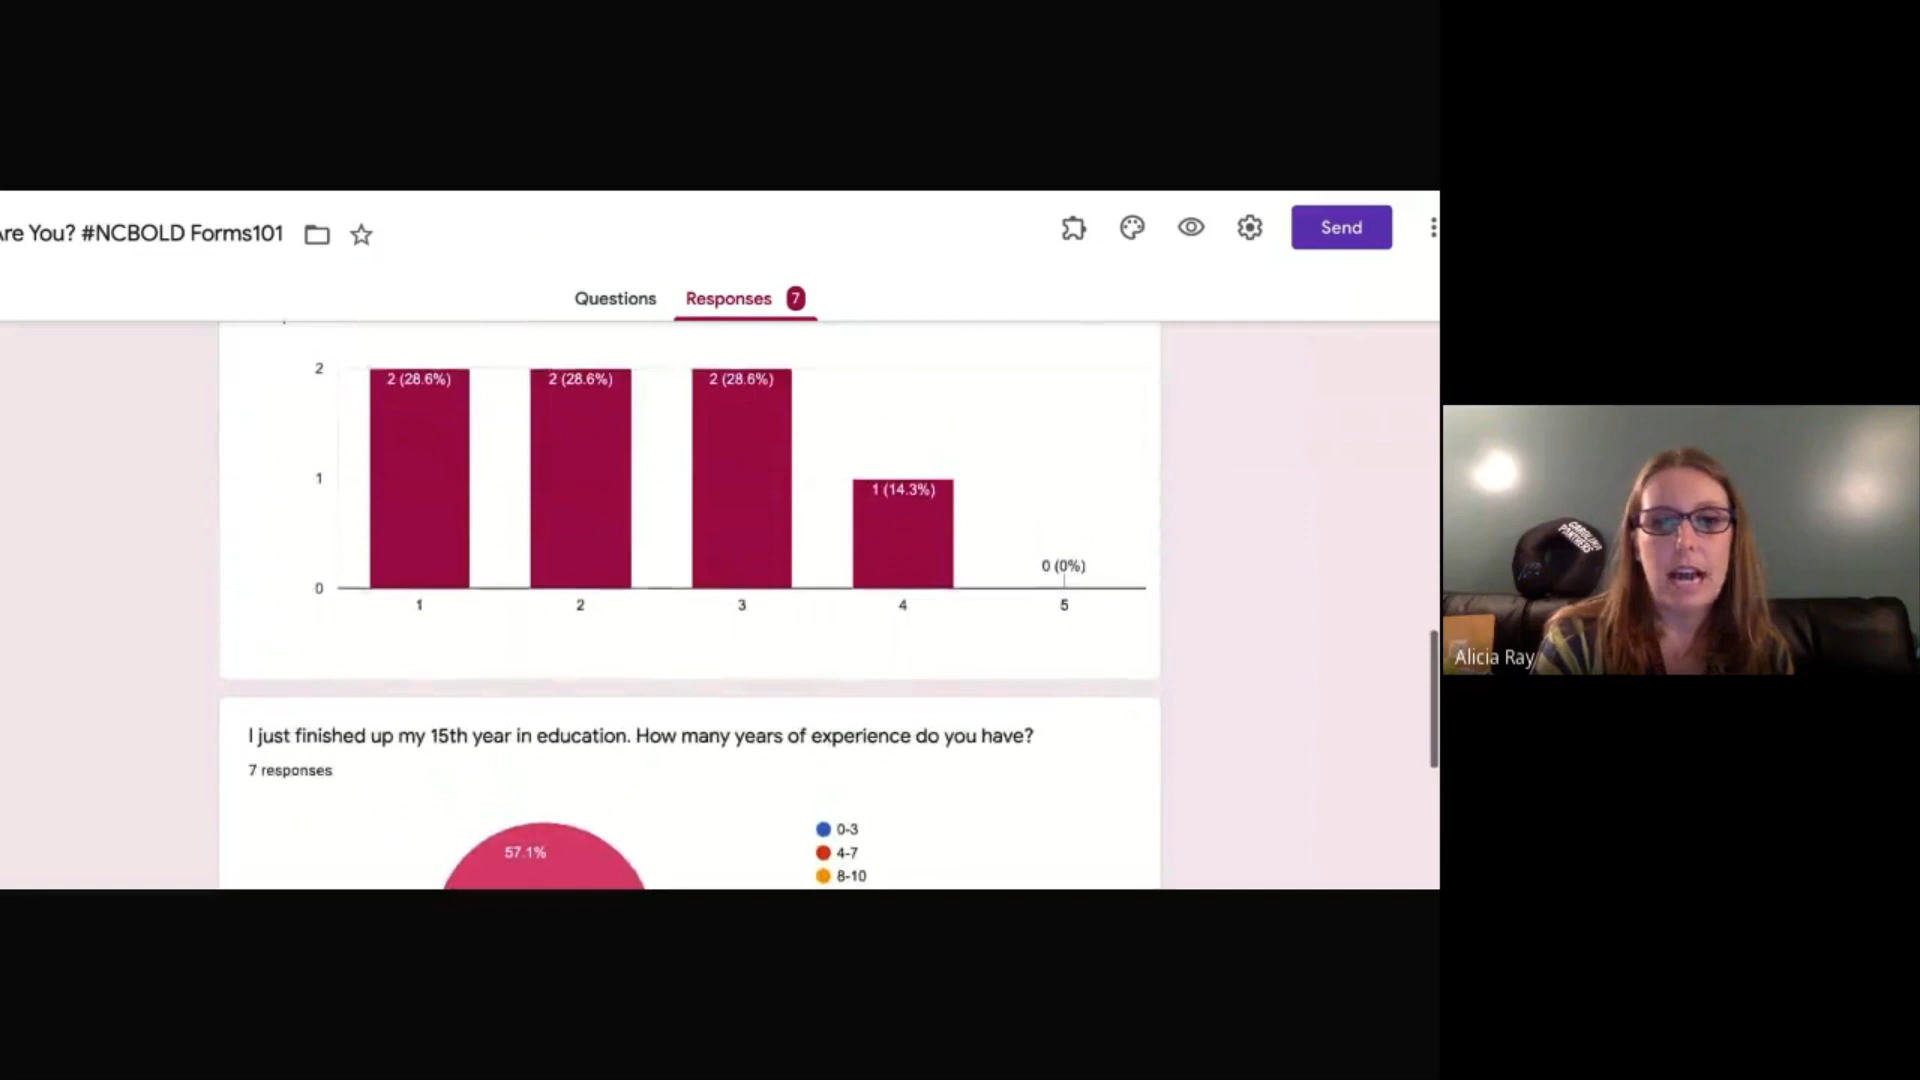 Are You? #NCBOLD Forms101
Send
Questions
Responses 7
2
2 (28.6%)
2 (28.6%)
2 (28.6%)
1
1 (14.3%)
0 (0%)
0
1
2
3
4
5
I just finished up my 15th year in education. How many years of experience do you have?
7 responses
57.1%
0-3
4-7
8-10
CAROLINA
PANTHERS
Alicia Ray